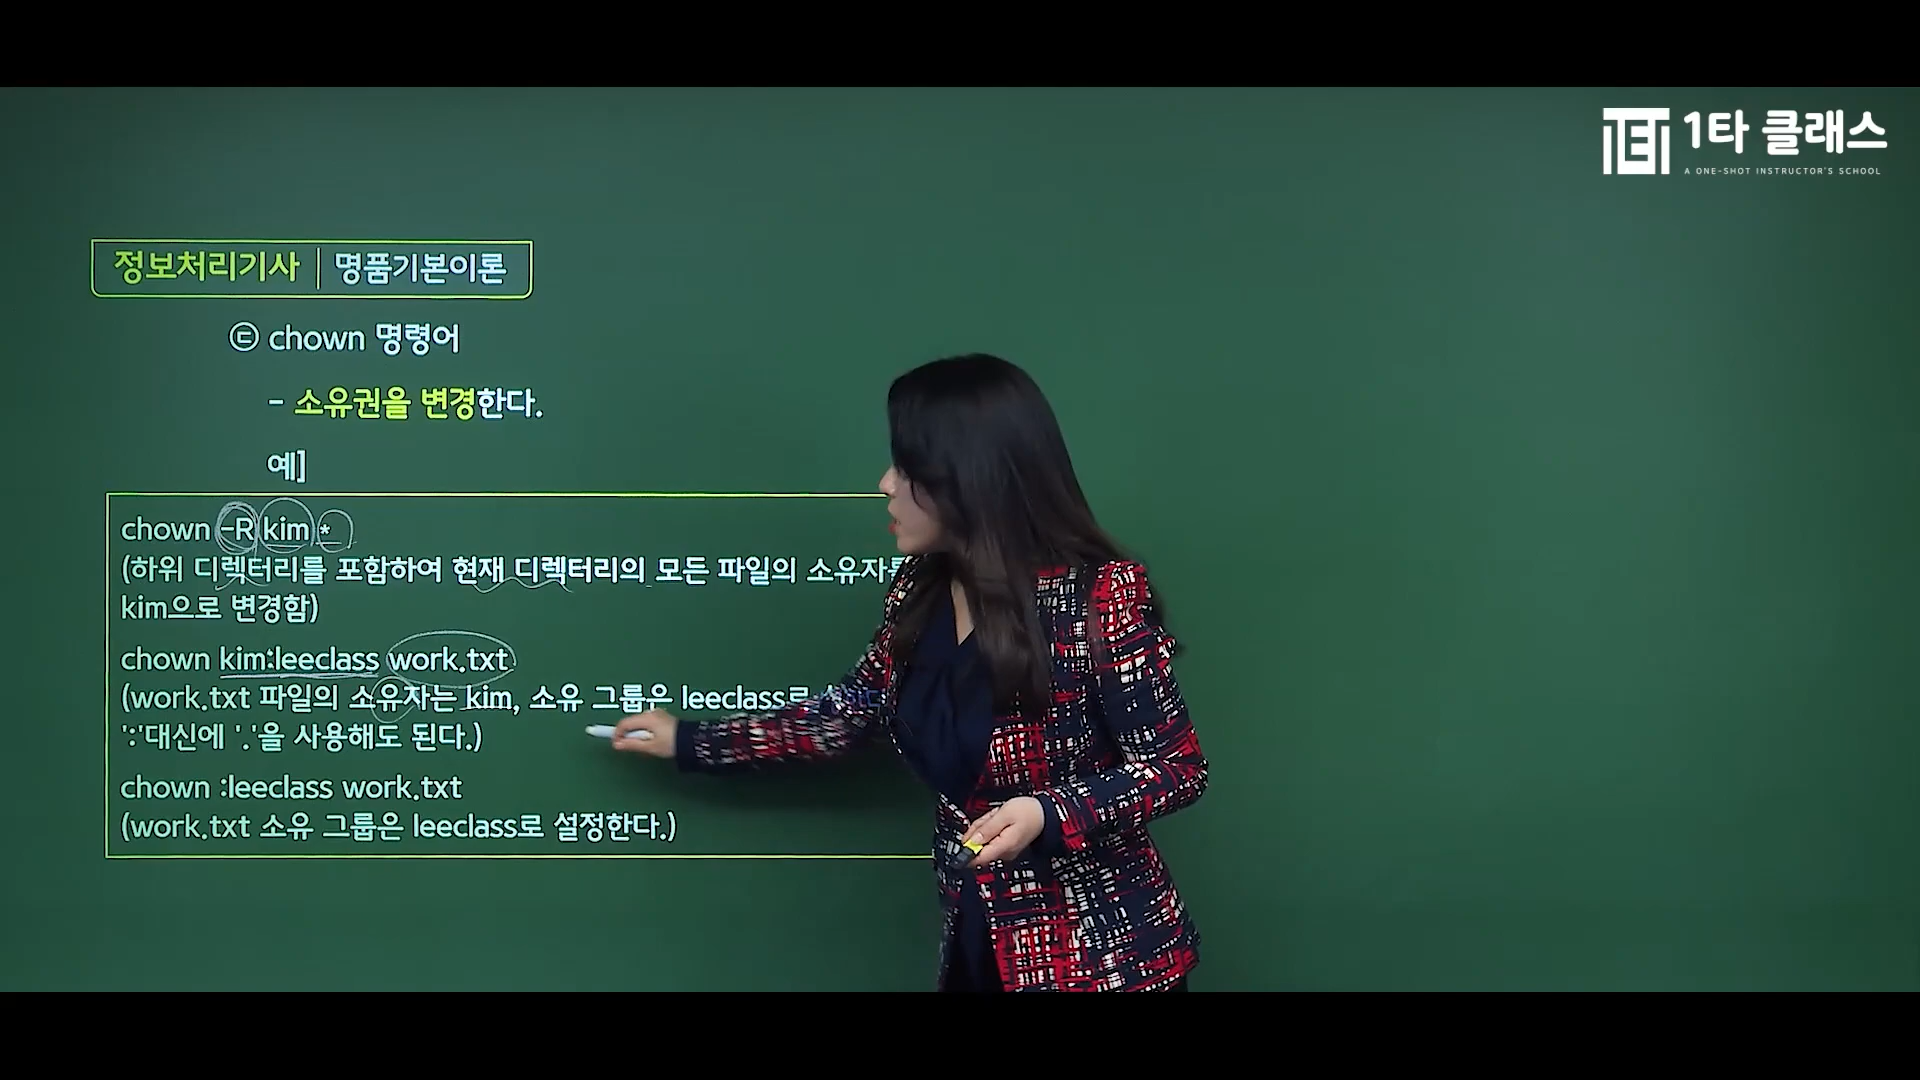 1타 클래스
A ONE-SHOT INSTRUCTOR'S SCHOOL
정보처리기사 | 명품기본이론
㉢ chown 명령어
- 소유권을 변경한다.
예]
chown -R kim *
(하위 디렉터리를 포함하여 현재 디렉터리의 모든 파일의 소유자를
kim으로 변경함)
chown kim:leeclass work.txt
(work.txt 파일의 소유자는 kim, 소유 그룹은 leeclass로
':'대신에 '.'을 사용해도 된다.)
chown :leeclass work.txt
(work.txt 소유 그룹은 leeclass로 설정한다.)